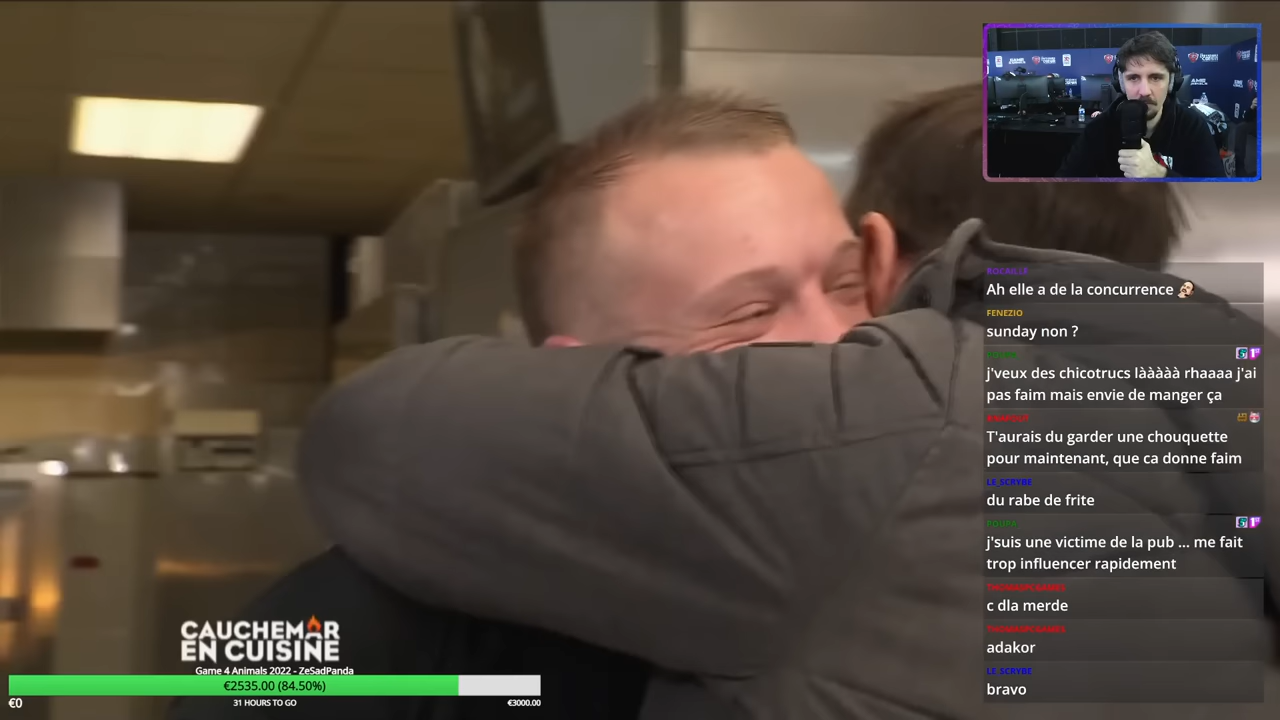 ROCAILLE
Ah elle a de la concurrence
FENEZIO
sunday non ?
j'veux des chicotrucs lààààà rhaaaa j'ai
pas faim mais envie de manger ça
T'aurais du garder une chouquette
pour maintenant, que ca donne faim
LE_SCRYBE
du rabe de frite
j'suis une victime de la pub ... me fait
trop influencer rapidement
c dla merde
adakor
LE_SCRYBE
bravo
CAUCHEMAR
EN CUISINE
Game 4 Animals 2022 - ZeSadPanda
€2535.00 (84.50%)
€0
31 HOURS TO GO
€3000.00